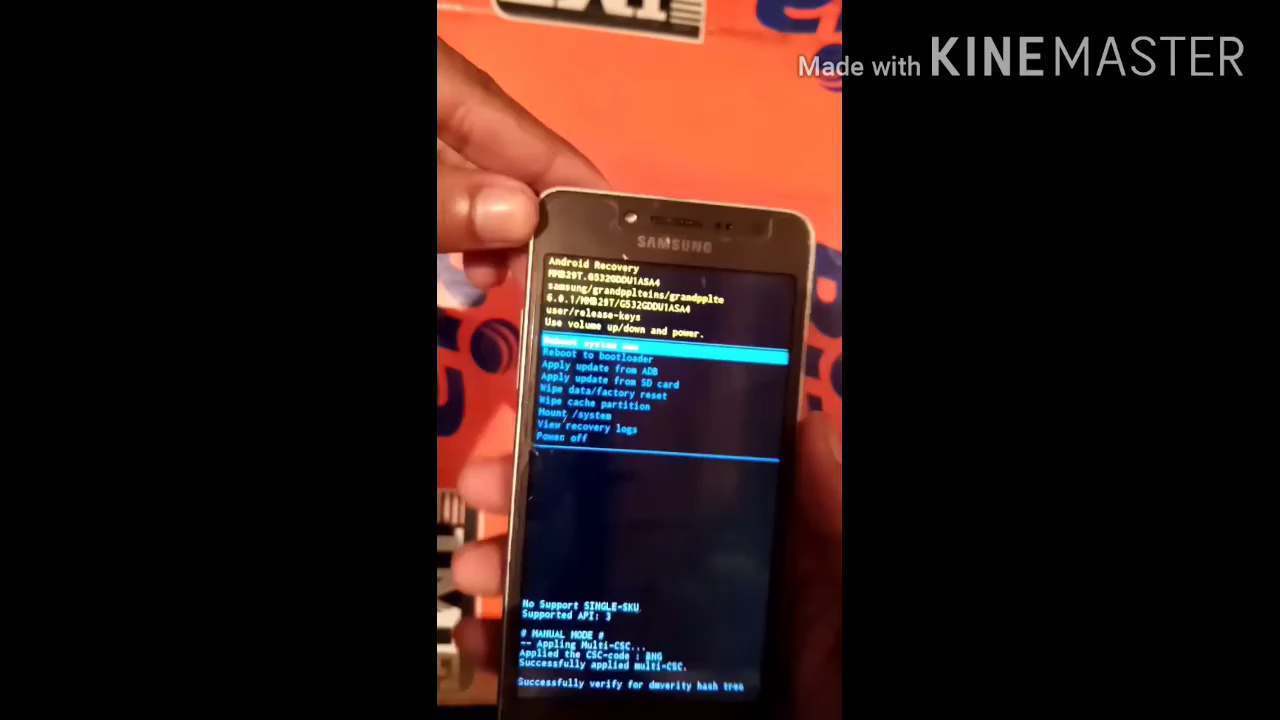 Made with KINEMASTER
SAMSUNG
Android Recovery
MMB29T.G532GDDU1ASA4
samsung/grandpplteins/grandpplte
6.0.1/MMB29T/G532GDDU1ASA4
user/release-keys
Use volume up/down and power.
Reboot system now
Reboot to bootloader
Apply update from ADB
Apply update from SD card
Wipe data/factory reset
Wipe cache partition
Mount /system
View recovery logs
Power off
No Support SINGLE-SKU
Supported API: 3
# MANUAL MODE #
-- Appling Multi-CSC...
Applied the CSC-code : BNG
Successfully applied multi-CSC.
Successfully verify for dmverity hash tree